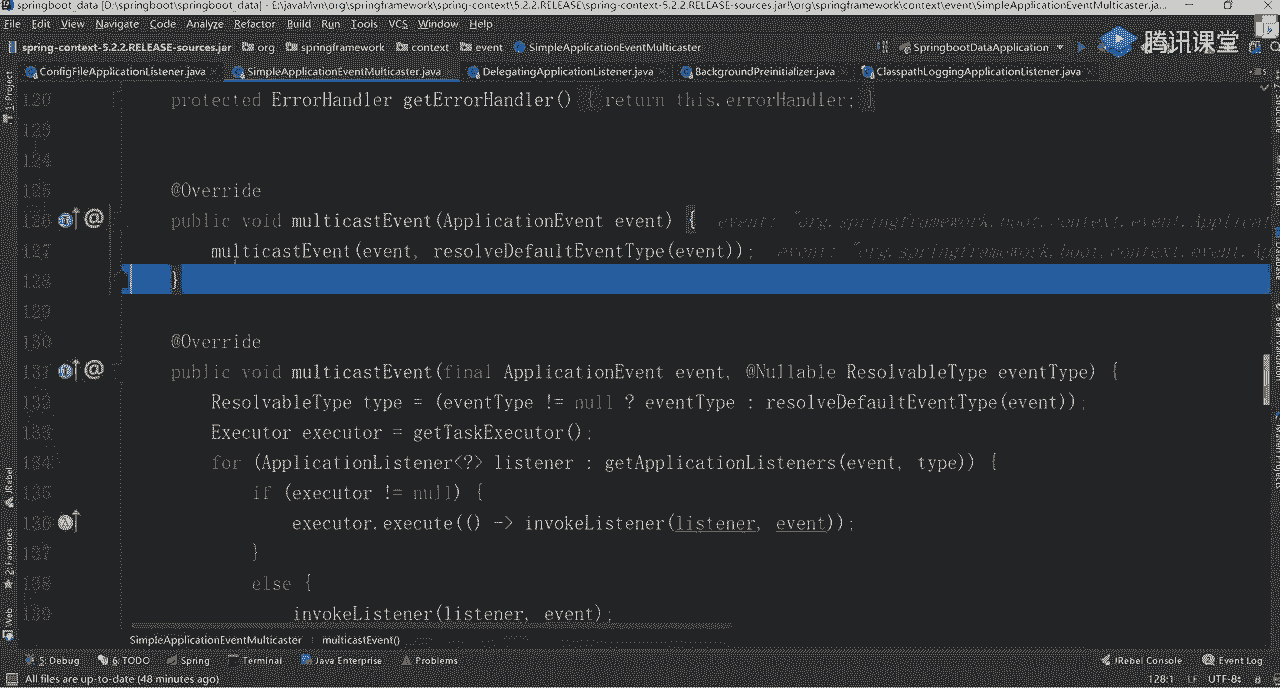 springboot_data [D:\springboot\springboot_data] - E:\javaMvn\org\springframework\spring-context\5.2.2.RELEASE\spring-context-5.2.2.RELEASE-sources.jar!\org\springframework\context\event\SimpleApplicationEventMulticaster.ja...
File Edit View Navigate Code Analyze Refactor Build Run Tools VCS Window Help
spring-context-5.2.2.RELEASE-sources.jar org springframework context event SimpleApplicationEventMulticaster SpringbootDataApplication
腾讯课堂
ConfigFileApplicationListener.java SimpleApplicationEventMulticaster.java DelegatingApplicationListener.java BackgroundPreinitializer.java ClasspathLoggingApplicationListener.java
1: Project
120 protected ErrorHandler getErrorHandler() { return this.errorHandler; }
123
124
125 @Override
126 public void multicastEvent(ApplicationEvent event) { event: "org.springframework.boot.context.event.Applicat
127 multicastEvent(event, resolveDefaultEventType(event)); event: "org.springframework.boot.context.event.Ap
128 }
129
130 @Override
131 public void multicastEvent(final ApplicationEvent event, @Nullable ResolvableType eventType) {
132 ResolvableType type = (eventType != null ? eventType : resolveDefaultEventType(event));
133 Executor executor = getTaskExecutor();
134 for (ApplicationListener<?> listener : getApplicationListeners(event, type)) {
135 if (executor != null) {
136 executor.execute(() -> invokeListener(listener, event));
137 }
138 else {
139 invokeListener(listener, event);
JRebel
2: Favorites
Web
SimpleApplicationEventMulticaster multicastEvent()
5: Debug 6: TODO Spring Terminal Java Enterprise Problems JRebel Console Event Log
All files are up-to-date (48 minutes ago) 128:1 LF UTF-8